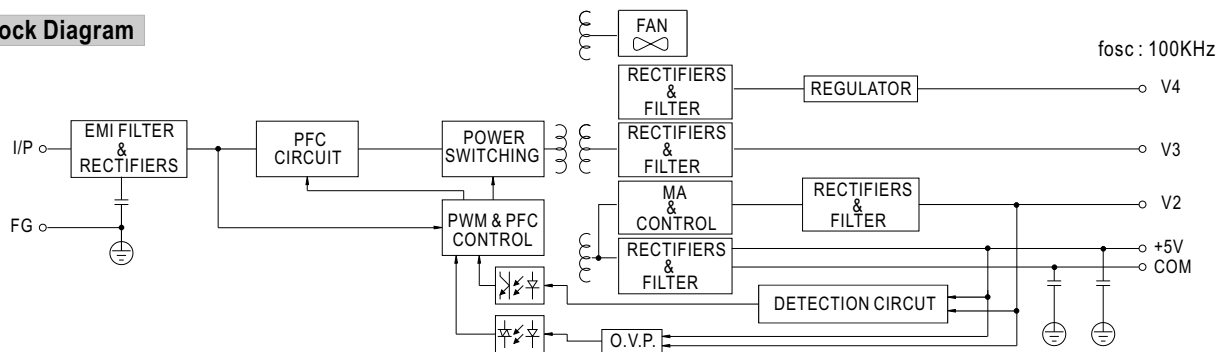 ock Diagram
FAN
fosc : 100KHz
RECTIFIERS
&
FILTER
REGULATOR
V4
I/P
EMI FILTER
&
RECTIFIERS
PFC
CIRCUIT
POWER
SWITCHING
RECTIFIERS
&
FILTER
V3
MA
&
CONTROL
RECTIFIERS
&
FILTER
V2
FG
PWM & PFC
CONTROL
RECTIFIERS
&
FILTER
+5V
COM
DETECTION CIRCUT
O.V.P.